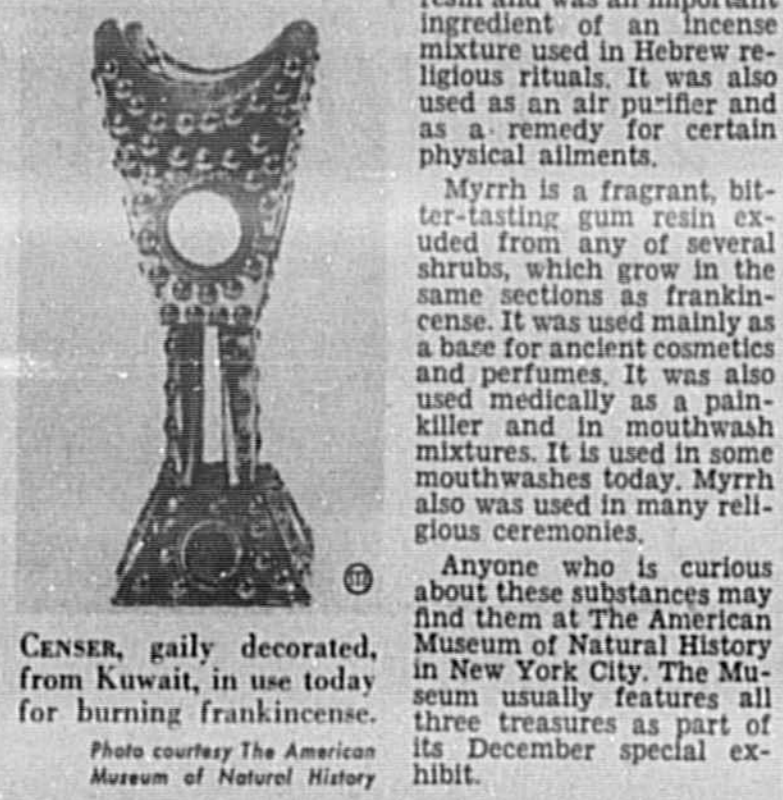 resin and was an important
ingredient of an incense
mixture used in Hebrew re-
ligious rituals. It was also
used as an air purifier and
as a remedy for certain
physical ailments.
Myrrh is a fragrant, bit-
ter-tasting gum resin ex-
uded from any of several
shrubs, which grow in the
same sections as frankin-
cense. It was used mainly as
a base for ancient cosmetics
and perfumes. It was also
used medically as a pain-
killer and in mouthwash
mixtures. It is used in some
mouthwashes today. Myrrh
also was used in many reli-
gious ceremonies.
Anyone who is curious
about these substances may
find them at The American
Museum of Natural History
in New York City. The Mu-
seum usually features all
three treasures as part of
its December special ex-
hibit.
CENSER, gaily decorated,
from Kuwait, in use today
for burning frankincense.
Photo courtesy The American
Museum of Natural History